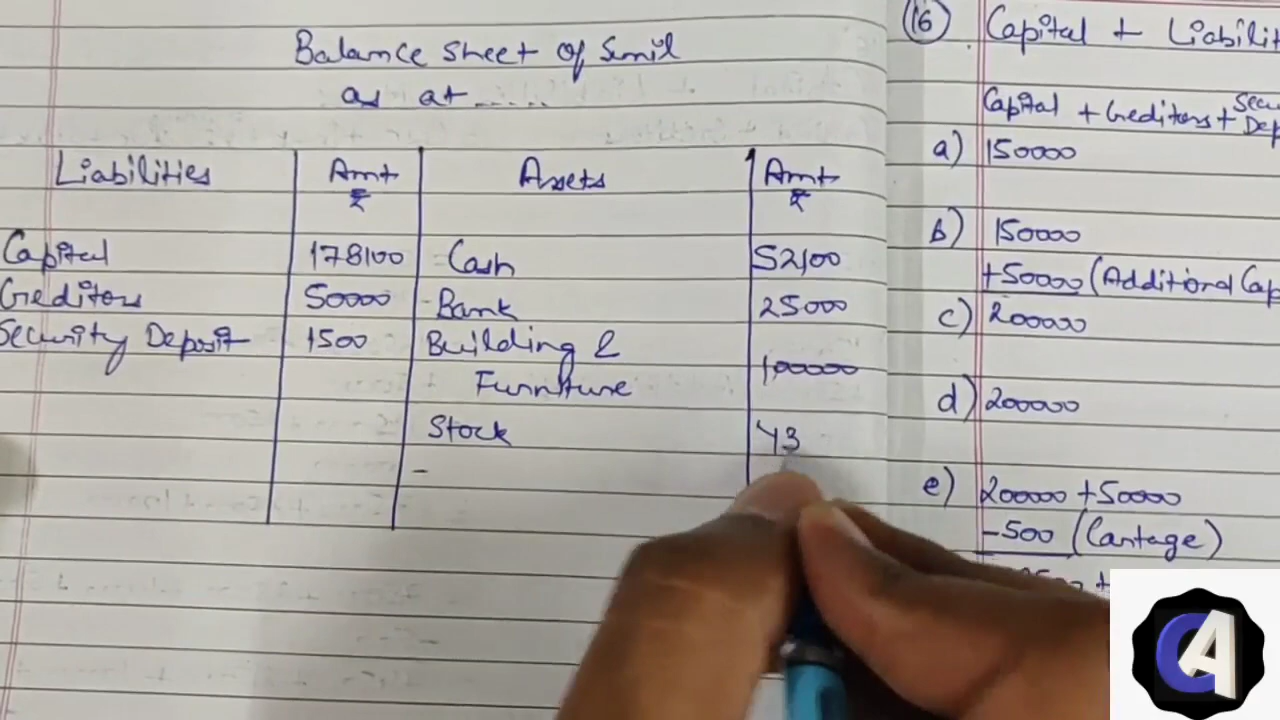 Balance sheet of Sunil
as at ......
Liabilities Amt ₹ Assets Amt ₹
Capital 178100 Cash 52100
Creditors 50000 Bank 25000
Security Deposit 1500 Building &
Furniture 100000
Stock 43
16 Capital + Liabilit
Capital + Creditors + Secu
Dep
a) 150000
b) 150000
+50000 (Additional Cap
c) 200000
d) 200000
e) 200000 + 50000
-500 (Cartage)
CA